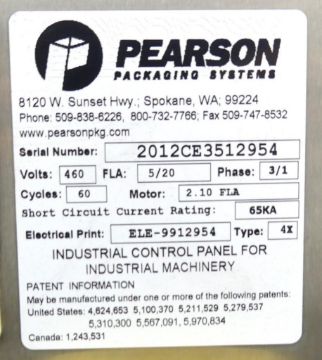 PEARSON
PACKAGING SYSTEMS
8120 W. Sunset Hwy.; Spokane, WA; 99224
Phone: 509-838-6226, 800-732-7766; Fax 509-747-8532
www.pearsonpkg.com
Serial Number: 2012CE3512954
Volts: 460 FLA: 5/20 Phase: 3/1
Cycles: 60 Motor: 2.10 FLA
Short Circuit Current Rating: 65KA
Electrical Print: ELE-9912954 Type: 4X
INDUSTRIAL CONTROL PANEL FOR
INDUSTRIAL MACHINERY
PATENT INFORMATION
May be manufactured under one or more of the following patents:
United States: 4,624,653 5,100,370 5,211,529 5,279,537
5,310,300 5,567,091 5,970,834
Canada: 1,243,531